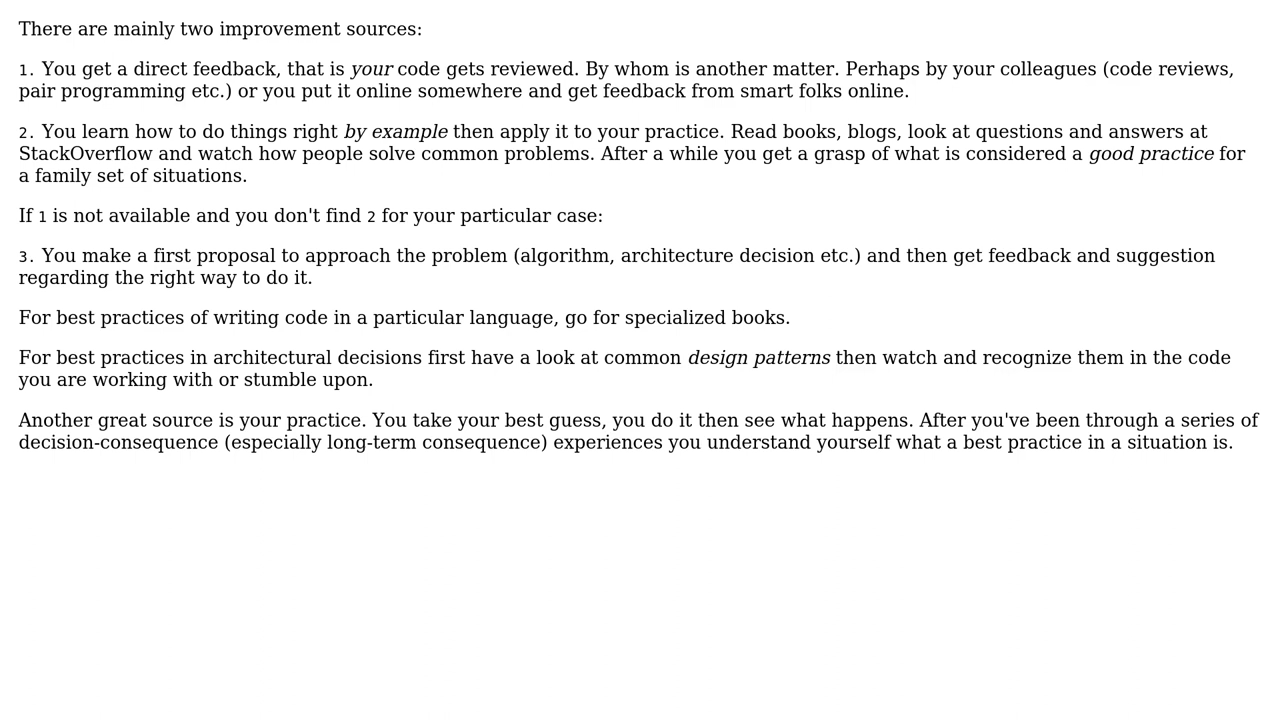 There are mainly two improvement sources:
1. You get a direct feedback, that is your code gets reviewed. By whom is another matter. Perhaps by your colleagues (code reviews,
pair programming etc.) or you put it online somewhere and get feedback from smart folks online.
2. You learn how to do things right by example then apply it to your practice. Read books, blogs, look at questions and answers at
StackOverflow and watch how people solve common problems. After a while you get a grasp of what is considered a good practice for
a family set of situations.
If 1 is not available and you don't find 2 for your particular case:
3. You make a first proposal to approach the problem (algorithm, architecture decision etc.) and then get feedback and suggestion
regarding the right way to do it.
For best practices of writing code in a particular language, go for specialized books.
For best practices in architectural decisions first have a look at common design patterns then watch and recognize them in the code
you are working with or stumble upon.
Another great source is your practice. You take your best guess, you do it then see what happens. After you've been through a series of
decision-consequence (especially long-term consequence) experiences you understand yourself what a best practice in a situation is.